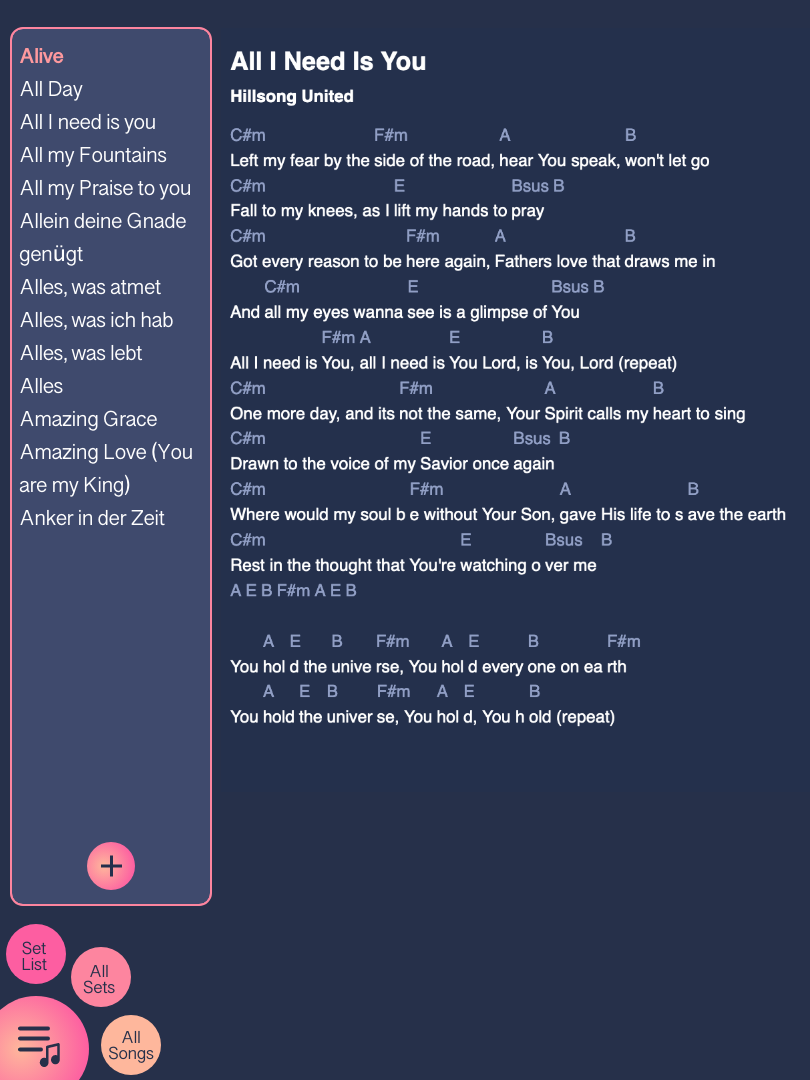 Alive
All Day
All I need is you
All my Fountains
All my Praise to you
Allein deine Gnade
genügt
Alles, was atmet
Alles, was ich hab
Alles, was lebt
Alles
Amazing Grace
Amazing Love (You
are my King)
Anker in der Zeit
All I Need Is You
Hillsong United
C#m F#m A B
Left my fear by the side of the road, hear You speak, won't let go
C#m E Bsus B
Fall to my knees, as I lift my hands to pray
C#m F#m A B
Got every reason to be here again, Fathers love that draws me in
C#m E Bsus B
And all my eyes wanna see is a glimpse of You
F#m A E B
All I need is You, all I need is You Lord, is You, Lord (repeat)
C#m F#m A B
One more day, and its not the same, Your Spirit calls my heart to sing
C#m E Bsus B
Drawn to the voice of my Savior once again
C#m F#m A B
Where would my soul b e without Your Son, gave His life to s ave the earth
C#m E Bsus B
Rest in the thought that You're watching o ver me
A E B F#m A E B
A E B F#m A E B F#m
You hol d the unive rse, You hol d every one on ea rth
A E B F#m A E B
You hold the univer se, You hol d, You h old (repeat)
Set
List
All
Sets
All
Songs